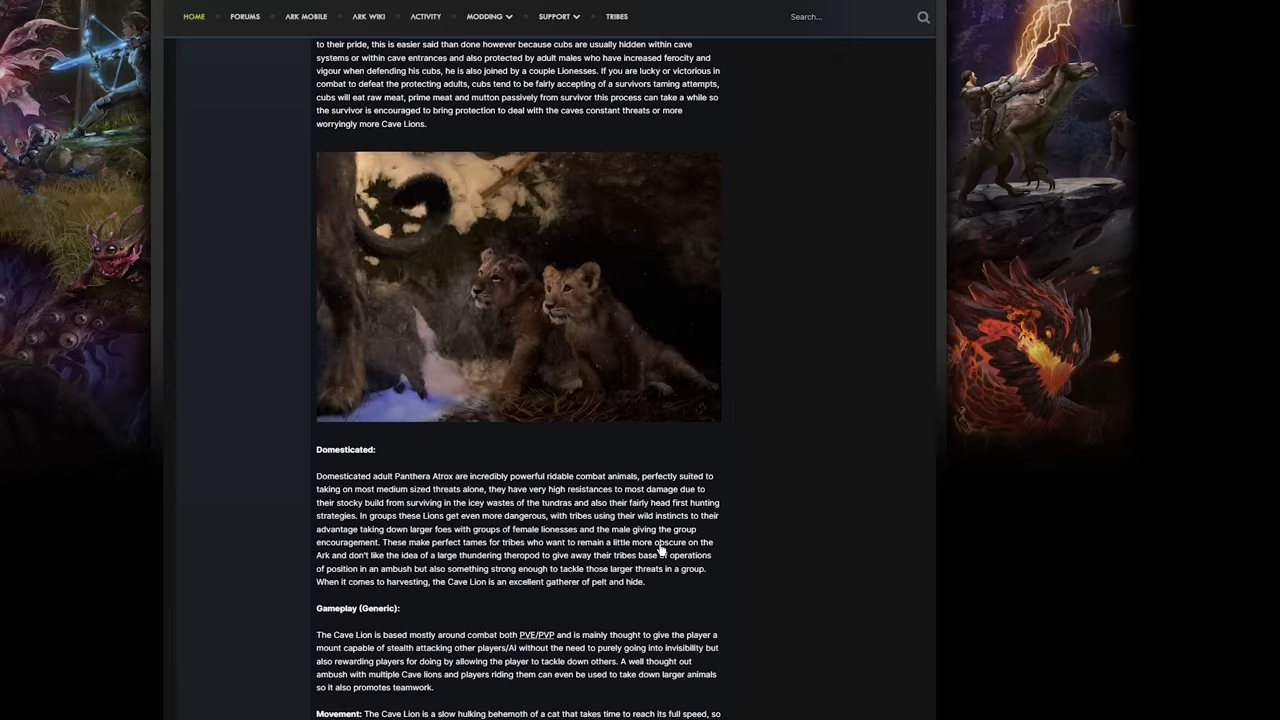 HOME FORUMS ARK MOBILE ARK WIKI ACTIVITY MODDING SUPPORT TRIBES Search...
to their pride, this is easier said than done however because cubs are usually hidden within cave
systems or within cave entrances and also protected by adult males who have increased ferocity and
vigour when defending his cubs, he is also joined by a couple Lionesses. If you are lucky or victorious in
combat to defeat the protecting adults, cubs tend to be fairly accepting of a survivors taming attempts,
cubs will eat raw meat, prime meat and mutton passively from survivor this process can take a while so
the survivor is encouraged to bring protection to deal with the caves constant threats or more
worryingly more Cave Lions.
Domesticated:
Domesticated adult Panthera Atrox are incredibly powerful ridable combat animals, perfectly suited to
taking on most medium sized threats alone, they have very high resistances to most damage due to
their stocky build from surviving in the icey wastes of the tundras and also their fairly head first hunting
strategies. In groups these Lions get even more dangerous, with tribes using their wild instincts to their
advantage taking down larger foes with groups of female lionesses and the male giving the group
encouragement. These make perfect tames for tribes who want to remain a little more obscure on the
Ark and don't like the idea of a large thundering theropod to give away their tribes base of operations
of position in an ambush but also something strong enough to tackle those larger threats in a group.
When it comes to harvesting, the Cave Lion is an excellent gatherer of pelt and hide.
Gameplay (Generic):
The Cave Lion is based mostly around combat both PVE/PVP and is mainly thought to give the player a
mount capable of stealth attacking other players/AI without the need to purely going into invisibility but
also rewarding players for doing by allowing the player to tackle down others. A well thought out
ambush with multiple Cave lions and players riding them can even be used to take down larger animals
so it also promotes teamwork.
Movement: The Cave Lion is a slow hulking behemoth of a cat that takes time to reach its full speed, so